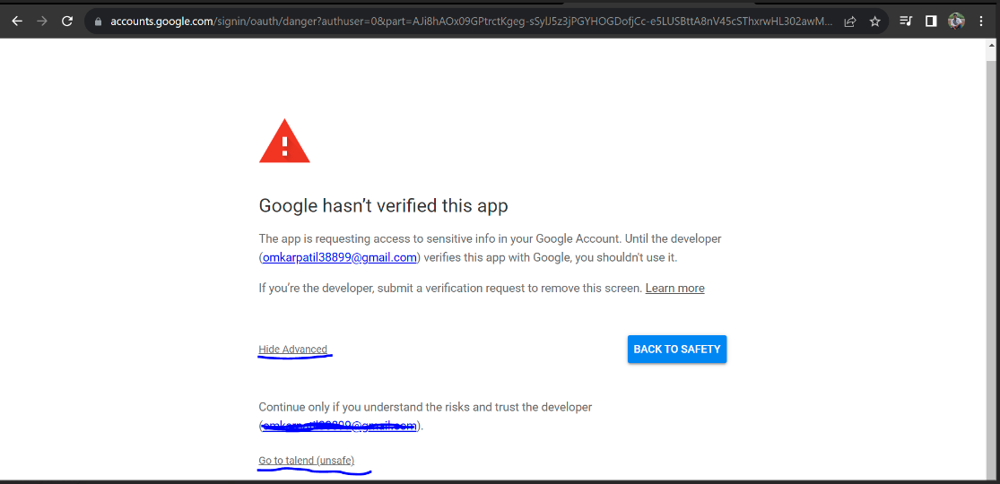 accounts.google.com/signin/oauth/danger?authuser=0&part=AJi8hAOx09GPtrctKgeg-sSylJ5z3jPGYHOGDofjCc-e5LUSBttA8nV45cSThxrwHL302awM...
Google hasn't verified this app
The app is requesting access to sensitive info in your Google Account. Until the developer
(omkarpatil38899@gmail.com) verifies this app with Google, you shouldn't use it.
If you're the developer, submit a verification request to remove this screen. Learn more
Hide Advanced
BACK TO SAFETY
Continue only if you understand the risks and trust the developer
().
Go to talend (unsafe)